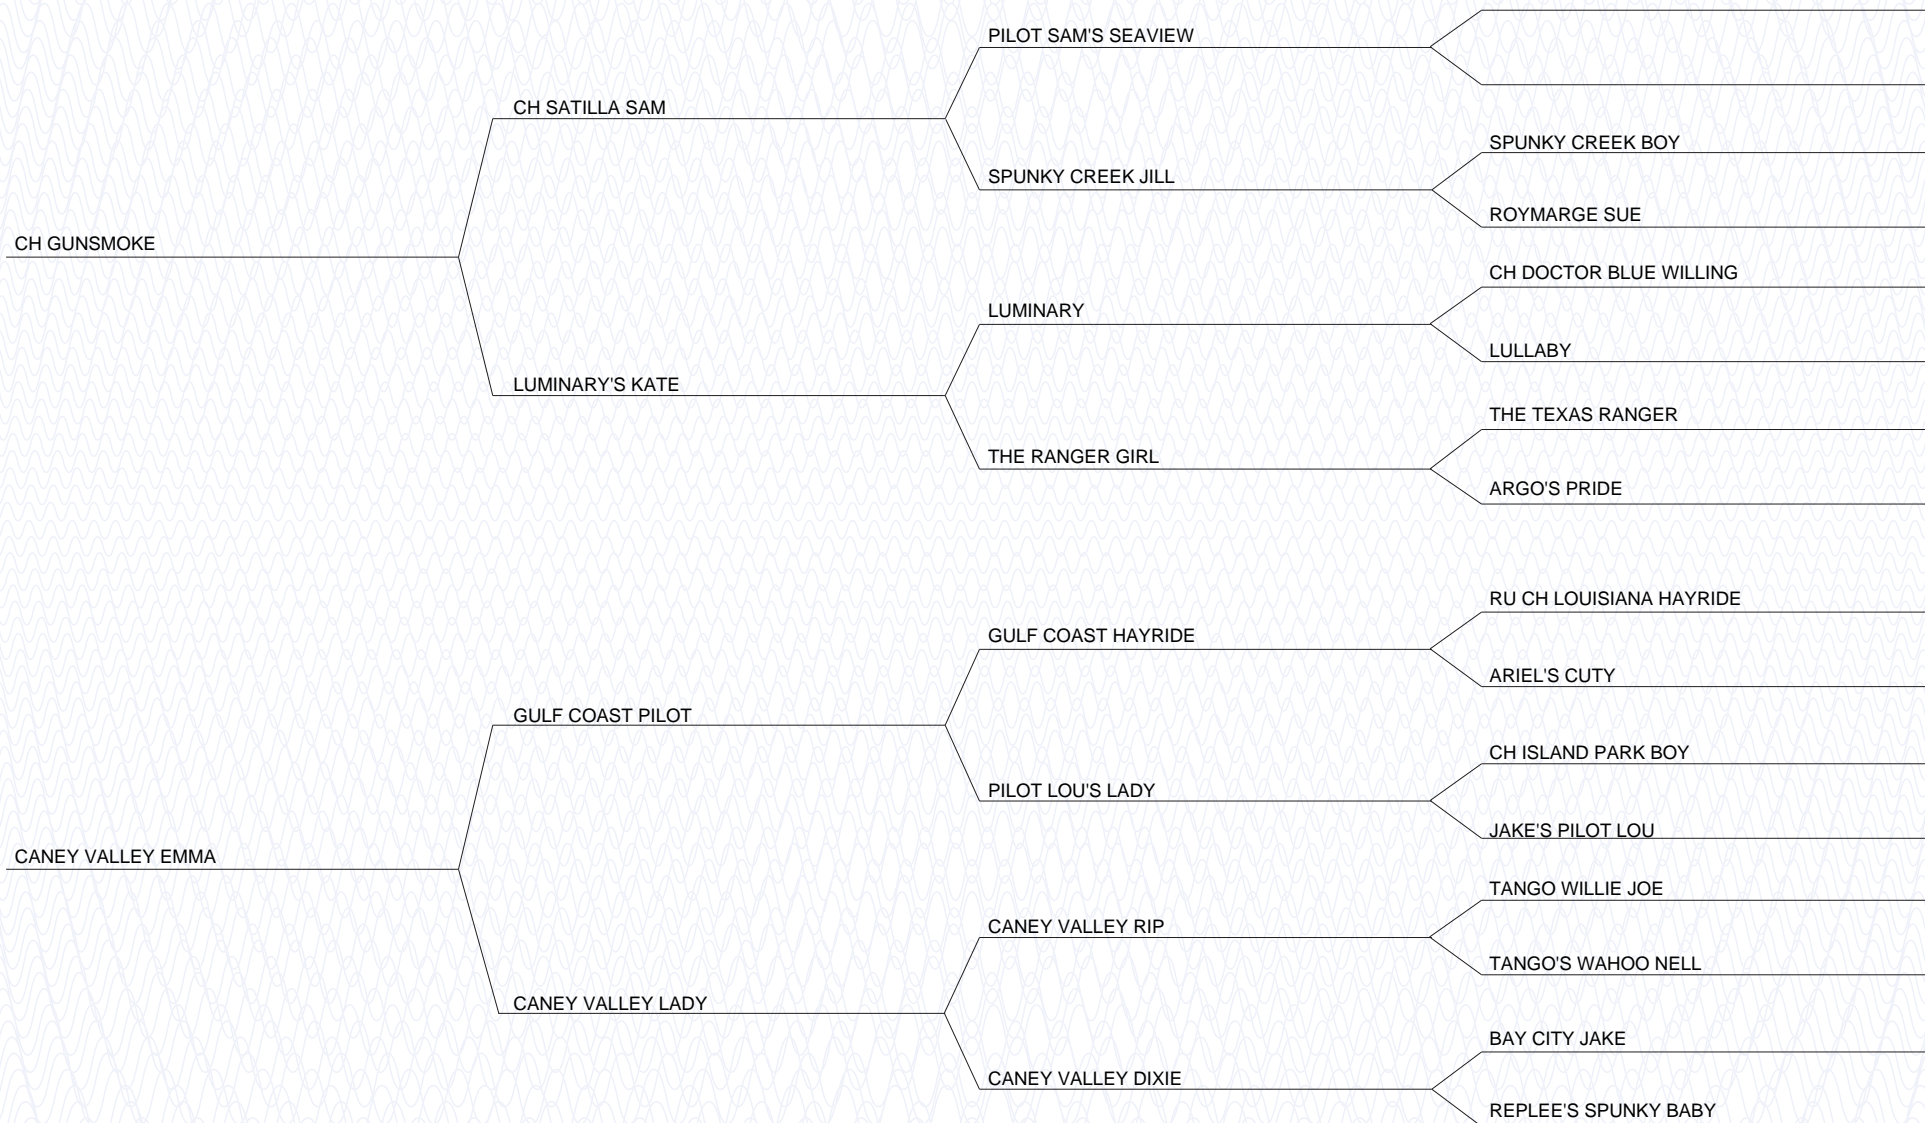 PILOT SAM'S SEAVIEW
CH SATILLA SAM
SPUNKY CREEK BOY
SPUNKY CREEK JILL
ROYMARGE SUE
CH GUNSMOKE
CH DOCTOR BLUE WILLING
LUMINARY
LULLABY
LUMINARY'S KATE
THE TEXAS RANGER
THE RANGER GIRL
ARGO'S PRIDE
RU CH LOUISIANA HAYRIDE
GULF COAST HAYRIDE
ARIEL'S CUTY
GULF COAST PILOT
CH ISLAND PARK BOY
PILOT LOU'S LADY
JAKE'S PILOT LOU
CANEY VALLEY EMMA
TANGO WILLIE JOE
CANEY VALLEY RIP
TANGO'S WAHOO NELL
CANEY VALLEY LADY
BAY CITY JAKE
CANEY VALLEY DIXIE
REPLEE'S SPUNKY BABY